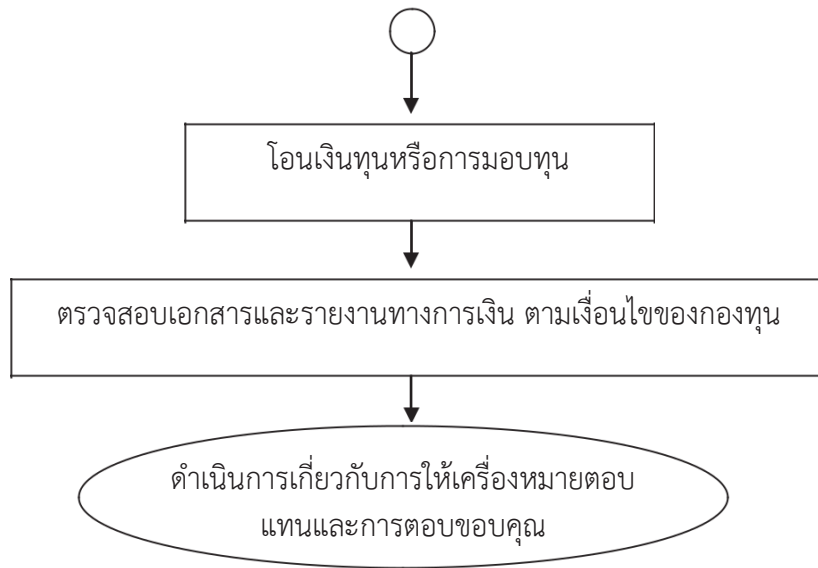 โอนเงินทุนหรือการมอบทุน
ตรวจสอบเอกสารและรายงานทางการเงิน ตามเงื่อนไขของกองทุน
ดำเนินการเกี่ยวกับการให้เครื่องหมายตอบ
แทนและการตอบขอบคุณ